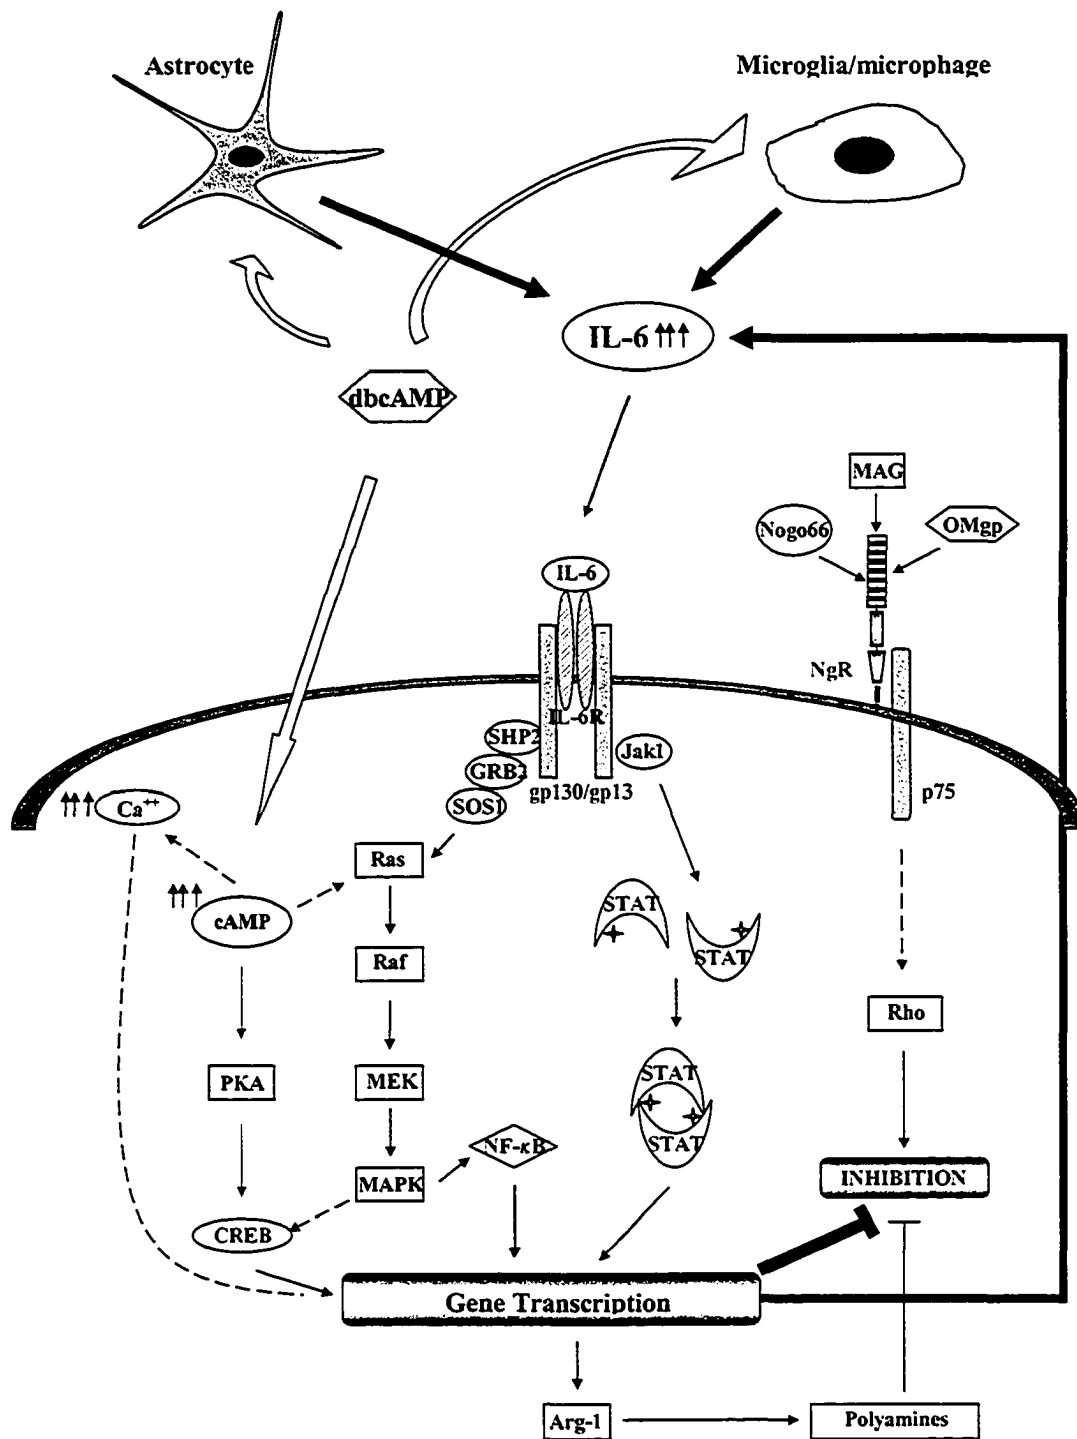 Astrocyte
Microglia/microphage
IL-6
dbcAMP
MAG
Nogo66
OMgp
IL-6
NgR
IL-6R
SHP2
Jak1
GRB2
gp130/gp13
p75
Ca++
SOS1
Ras
cAMP
STAT
STAT
Raf
Rho
PKA
MEK
STAT
STAT
NF-κB
MAPK
INHIBITION
CREB
Gene Transcription
Arg-1
Polyamines